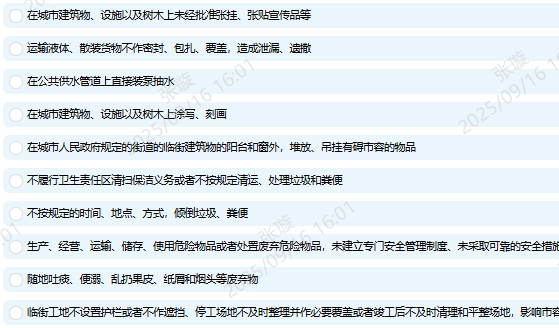 在城市建筑物、设施以及树木上未经批准张挂、张贴宣传品等
运输液体、散装货物不作密封、包扎、覆盖，造成泄漏、遗撒
在公共供水管道上直接装泵抽水
在城市建筑物、设施以及树木上涂写、刻画
在城市人民政府规定的街道的临街建筑物的阳台和窗外，堆放、吊挂有碍市容的物品
不履行卫生责任区清扫保洁义务或者不按规定清运、处理垃圾和粪便
不按规定的时间、地点、方式，倾倒垃圾、粪便
生产、经营、运输、储存、使用危险物品或者处置废弃危险物品，未建立专门安全管理制度、未采取可靠的安全措施
随地吐痰、便溺、乱扔果皮、纸屑和烟头等废弃物
临街工地不设置护栏或者不作遮挡、停工场地不及时整理并作必要覆盖或者竣工后不及时清理和平整场地，影响市容
张璇
2025/09/16 16:01
张璇
2025/09/16
张璇
2025/09/16 16:01
01